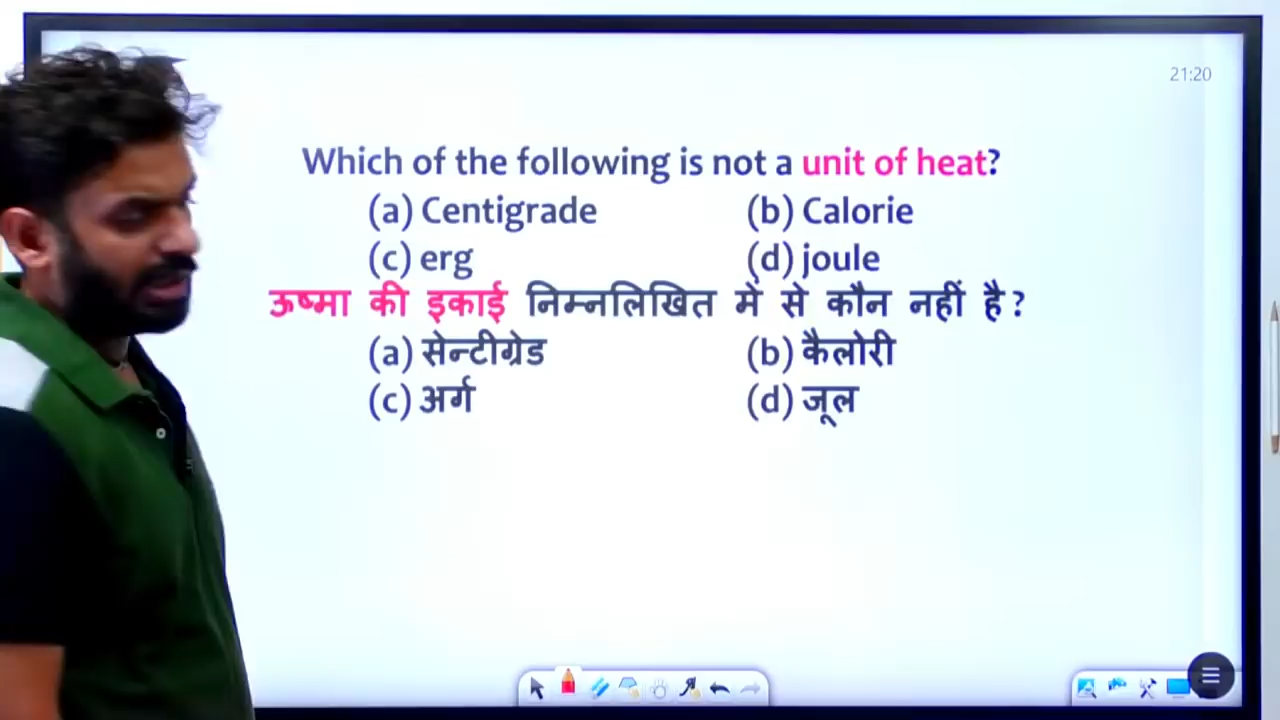 21:20
Which of the following is not a unit of heat?
(a) Centigrade (b) Calorie
(c) erg (d) joule
ऊष्मा की इकाई निम्नलिखित में से कौन नहीं है?
(a) सेन्टीग्रेड (b) कैलोरी
(c) अर्ग (d) जूल